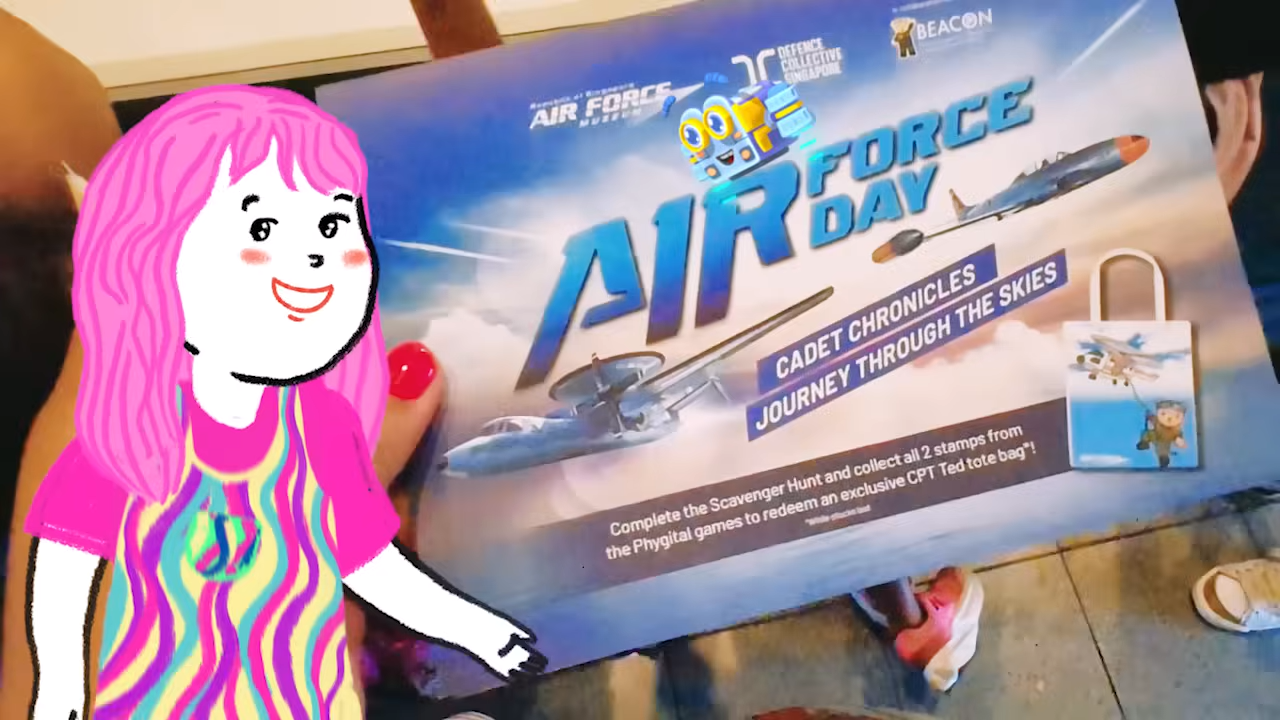 Republic of Singapore
AIR FORCE
MUSEUM
DEFENCE
COLLECTIVE
SINGAPORE
BEACON
AIR FORCE
DAY
CADET CHRONICLES
JOURNEY THROUGH THE SKIES
Complete the Scavenger Hunt and collect all 2 stamps from
the Phygital games to redeem an exclusive CPT Ted tote bag*!
*While stocks last